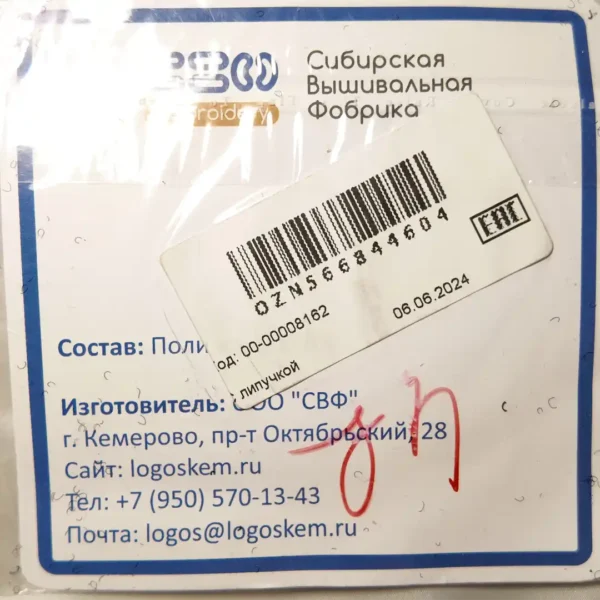 Сибирская
Вышивальная
Фабрика
OZN566844604
ЕАС
од: 00-00008162
06.06.2024
липучкой
Состав: Поли
Изготовитель: ООО "СВФ"
г. Кемерово, пр-т Октябрьский, 28
Сайт: logoskem.ru
Тел: +7 (950) 570-13-43
Почта: logos@logoskem.ru